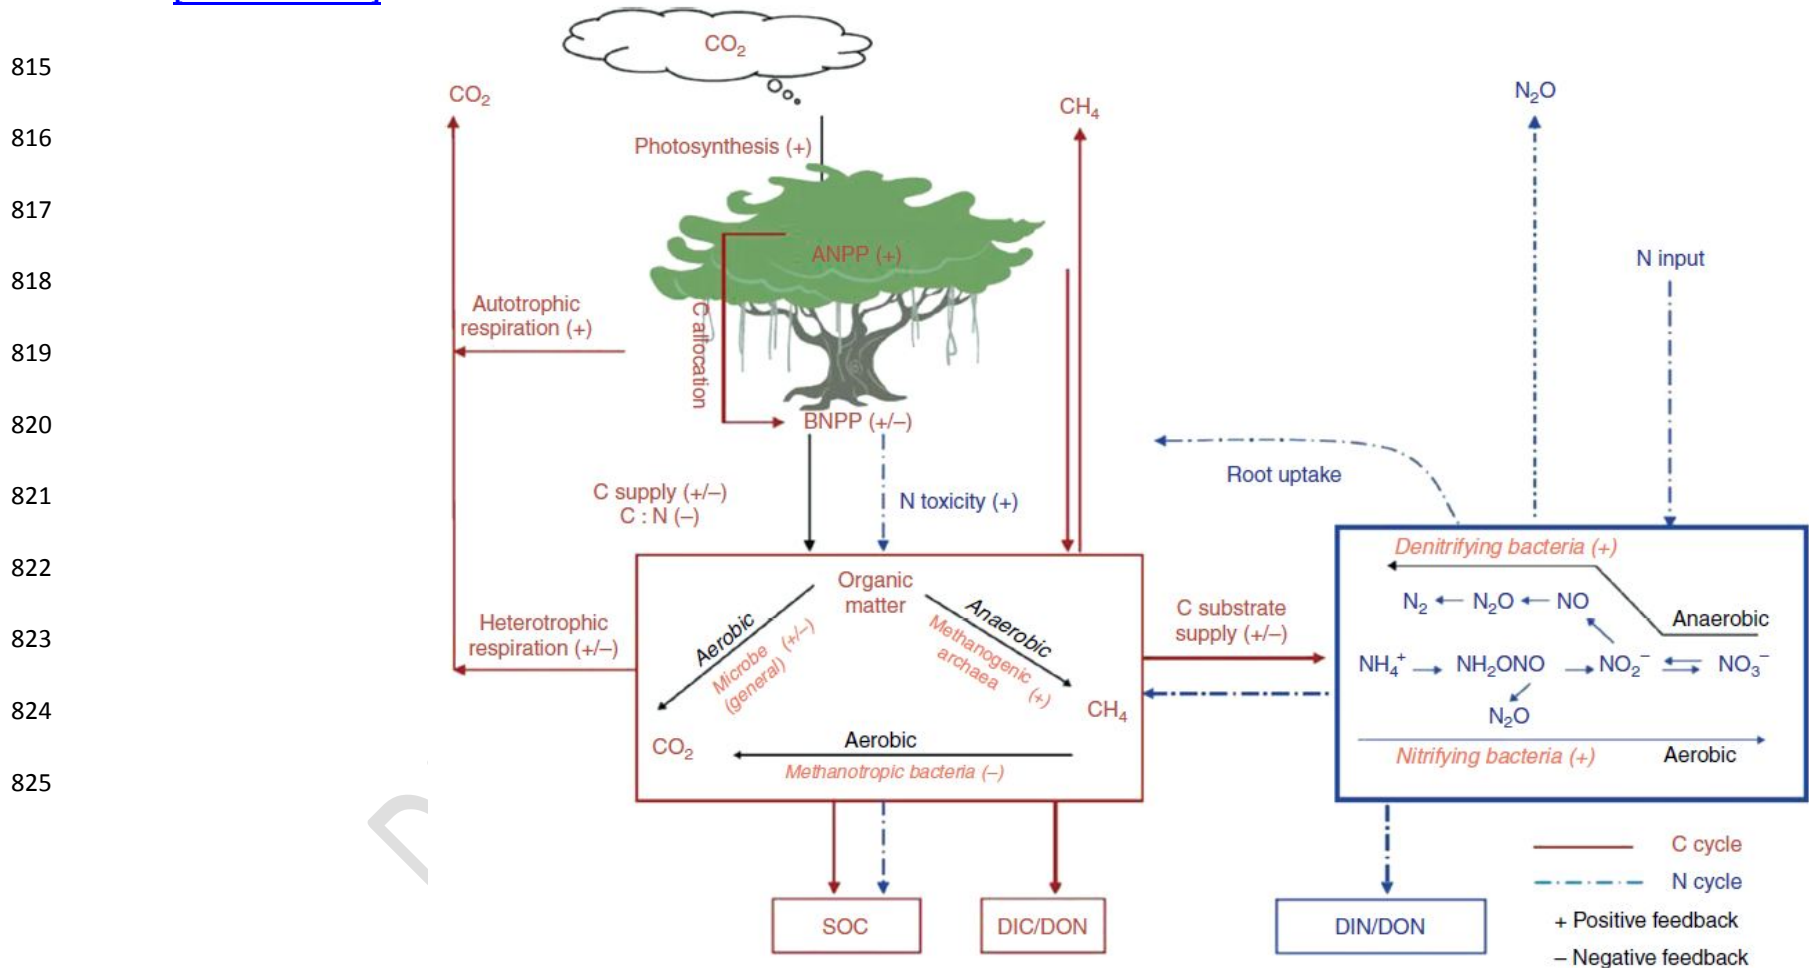 815
816
817
818
819
820
821
822
823
824
825
CO₂
CO₂
CH₄
N₂O
Photosynthesis (+)
ANPP (+)
N input
C allocation
Autotrophic
respiration (+)
BNPP (+/–)
Root uptake
C supply (+/–)
C : N (–)
N toxicity (+)
Organic
matter
Aerobic
Microbe
(general) (+/–)
Anaerobic
Methanogenic
archaea (+)
CH₄
CO₂
Aerobic
Methanotropic bacteria (–)
Heterotrophic
respiration (+/–)
C substrate
supply (+/–)
Denitrifying bacteria (+)
N₂ N₂O NO
Anaerobic
NH₄⁺ NH₂ONO NO₂⁻ NO₃⁻
N₂O
Nitrifying bacteria (+) Aerobic
SOC
DIC/DON
DIN/DON
C cycle
N cycle
+ Positive feedback
– Negative feedback